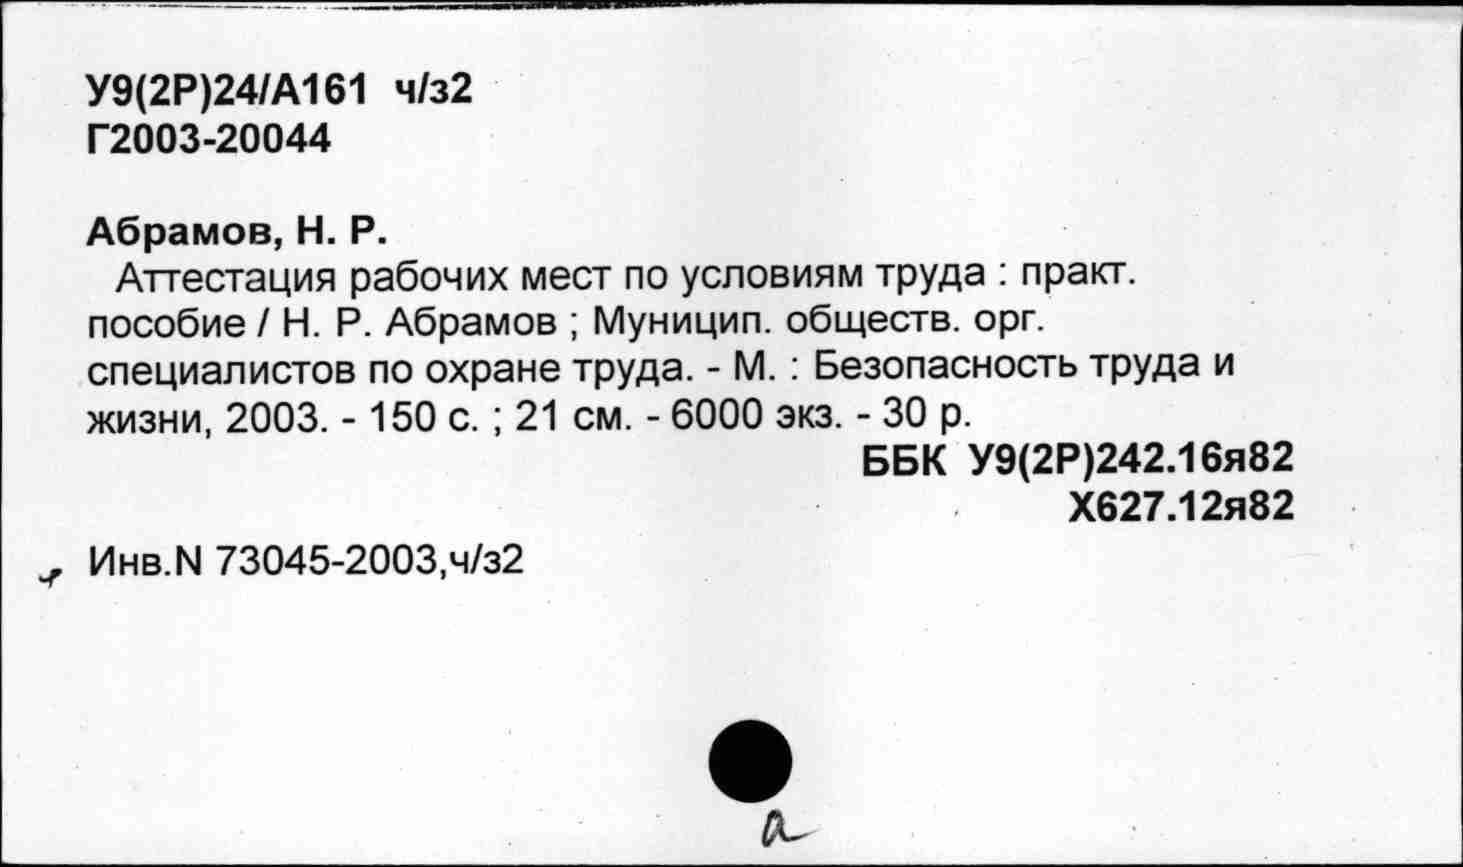 У9(2Р)24/А161 ч/з2
Г2003-20044
Абрамов, Н. Р.
Аттестация рабочих мест по условиям труда : практ.
пособие / Н. Р. Абрамов ; Муницип. обществ. орг.
специалистов по охране труда. - М. : Безопасность труда и
жизни, 2003. - 150 с. ; 21 см. - 6000 экз. - 30 р.
ББК У9(2Р)242.16я82
Х627.12я82
Инв.N 73045-2003,ч/з2
а